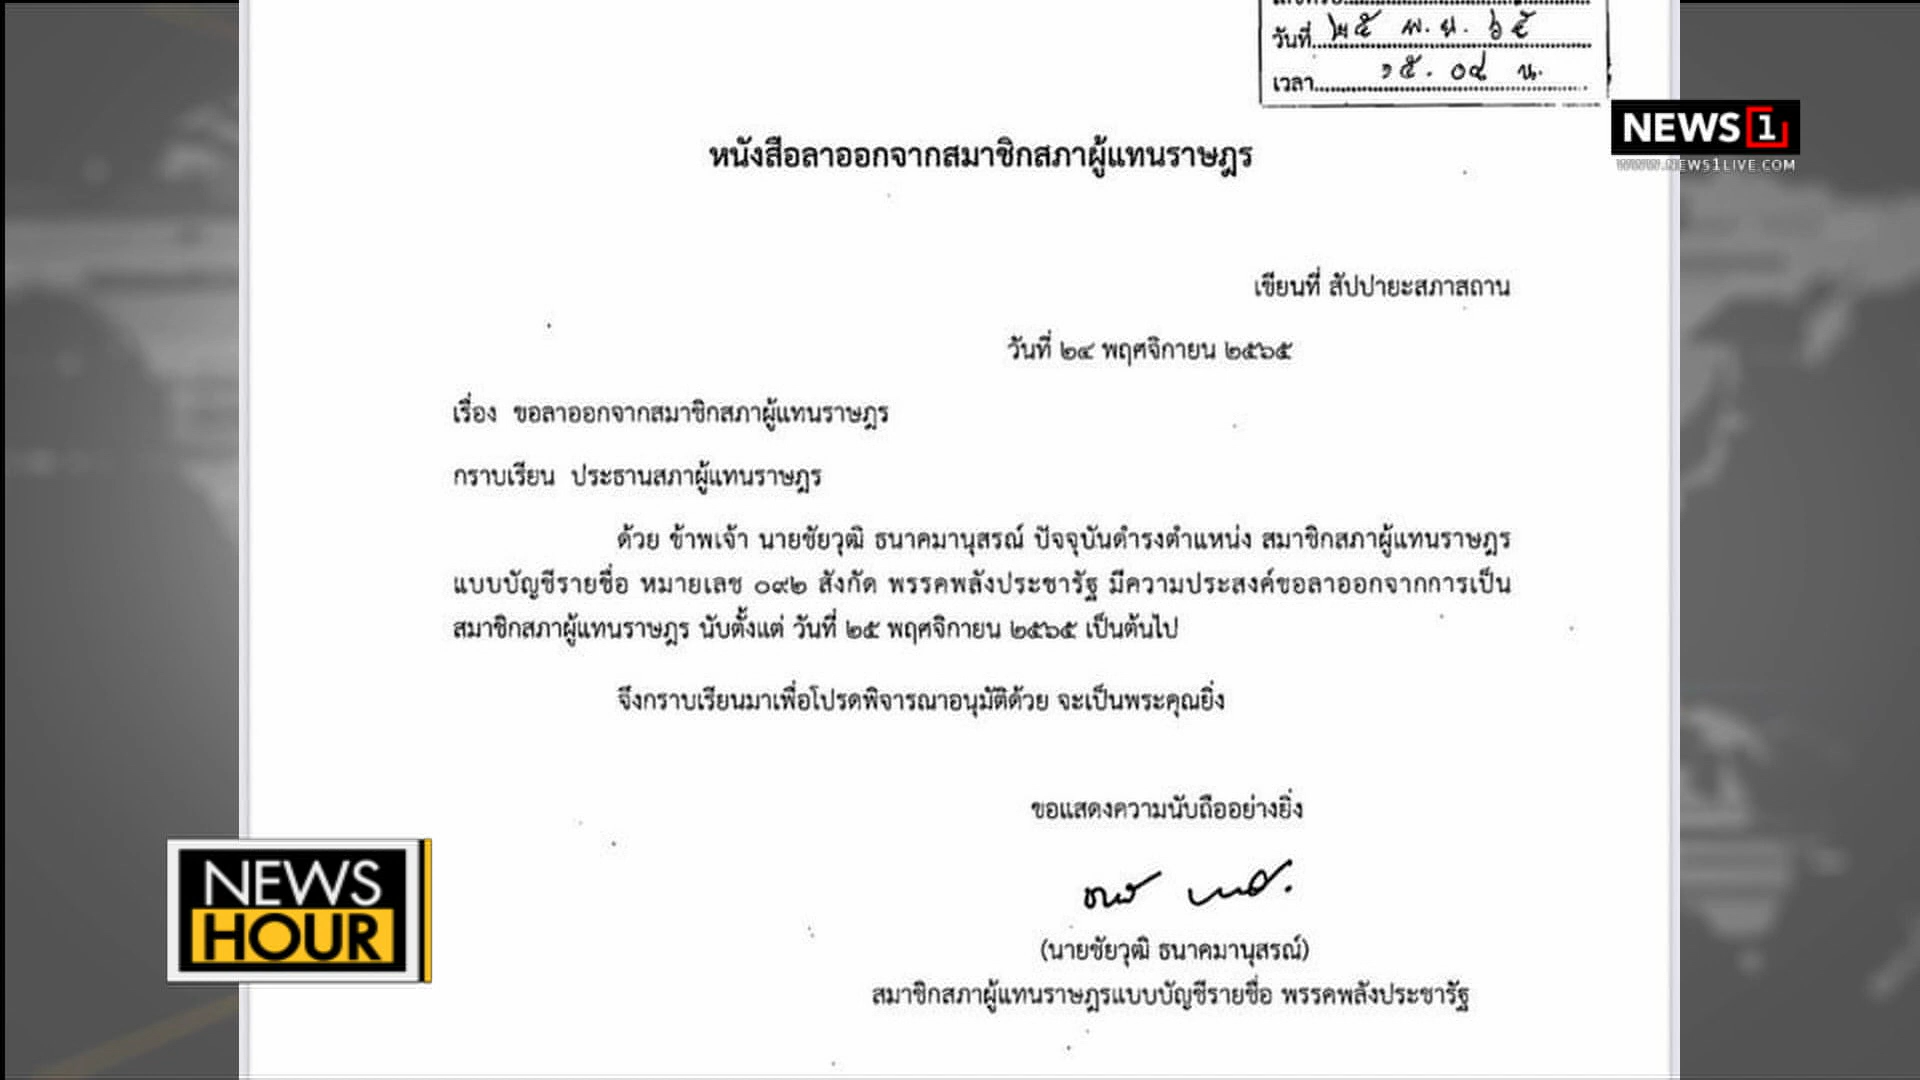 วันที่ ๒๕ พ.ย. ๖๕
เวลา ๑๕.๐๔ น.
NEWS 1
WWW.NEWS1LIVE.COM
หนังสือลาออกจากสมาชิกสภาผู้แทนราษฎร
เขียนที่ สัปปายะสภาสถาน
วันที่ ๒๔ พฤศจิกายน ๒๕๖๕
เรื่อง ขอลาออกจากสมาชิกสภาผู้แทนราษฎร
กราบเรียน ประธานสภาผู้แทนราษฎร
ด้วย ข้าพเจ้า นายชัยวุฒิ ธนาคมานุสรณ์ ปัจจุบันดำรงตำแหน่ง สมาชิกสภาผู้แทนราษฎร
แบบบัญชีรายชื่อ หมายเลข ๐๙๒ สังกัด พรรคพลังประชารัฐ มีความประสงค์ขอลาออกจากการเป็น
สมาชิกสภาผู้แทนราษฎร นับตั้งแต่ วันที่ ๒๕ พฤศจิกายน ๒๕๖๕ เป็นต้นไป
จึงกราบเรียนมาเพื่อโปรดพิจารณาอนุมัติด้วย จะเป็นพระคุณยิ่ง
ขอแสดงความนับถืออย่างยิ่ง
(นายชัยวุฒิ ธนาคมานุสรณ์)
สมาชิกสภาผู้แทนราษฎรแบบบัญชีรายชื่อ พรรคพลังประชารัฐ
NEWS
HOUR